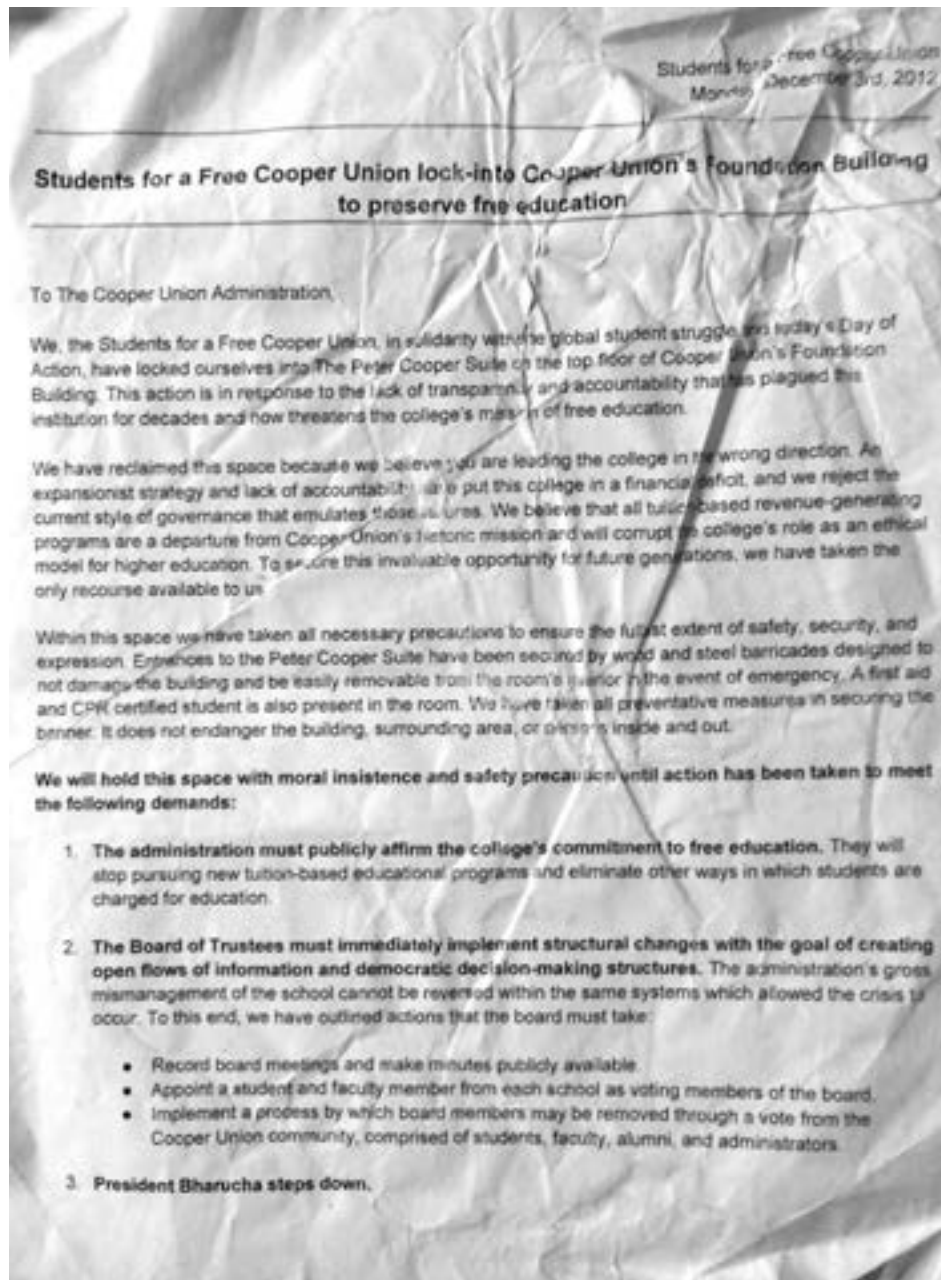 Students for a Free Cooper Union
Monday December 3rd, 2012
Students for a Free Cooper Union lock-into Cooper Union's Foundation Building
to preserve free education
To The Cooper Union Administration,
We, the Students for a Free Cooper Union, in solidarity with the global student struggle and today's Day of
Action, have locked ourselves into The Peter Cooper Suite on the top floor of Cooper Union's Foundation
Building. This action is in response to the lack of transparency and accountability that has plagued this
institution for decades and now threatens the college's mission of free education.
We have reclaimed this space because we believe you are leading the college in the wrong direction. An
expansionist strategy and lack of accountability have put this college in a financial deficit, and we reject the
current style of governance that emulates those failures. We believe that all tuition-based revenue-generating
programs are a departure from Cooper Union's historic mission and will corrupt the college's role as an ethical
model for higher education. To secure this invaluable opportunity for future generations, we have taken the
only recourse available to us
Within this space we have taken all necessary precautions to ensure the fullest extent of safety, security, and
expression. Entrances to the Peter Cooper Suite have been secured by wood and steel barricades designed to
not damage the building and be easily removable from the room's interior in the event of emergency. A first aid
and CPR certified student is also present in the room. We have taken all preventative measures in securing the
banner. It does not endanger the building, surrounding area, or persons inside and out.
We will hold this space with moral insistence and safety precaution until action has been taken to meet
the following demands:
1. The administration must publicly affirm the college's commitment to free education. They will
stop pursuing new tuition-based educational programs and eliminate other ways in which students are
charged for education.
2. The Board of Trustees must immediately implement structural changes with the goal of creating
open flows of information and democratic decision-making structures. The administration's gross
mismanagement of the school cannot be reversed within the same systems which allowed the crisis to
occur. To this end, we have outlined actions that the board must take:
• Record board meetings and make minutes publicly available.
• Appoint a student and faculty member from each school as voting members of the board.
• Implement a process by which board members may be removed through a vote from the
Cooper Union community, comprised of students, faculty, alumni, and administrators.
3. President Bharucha steps down.